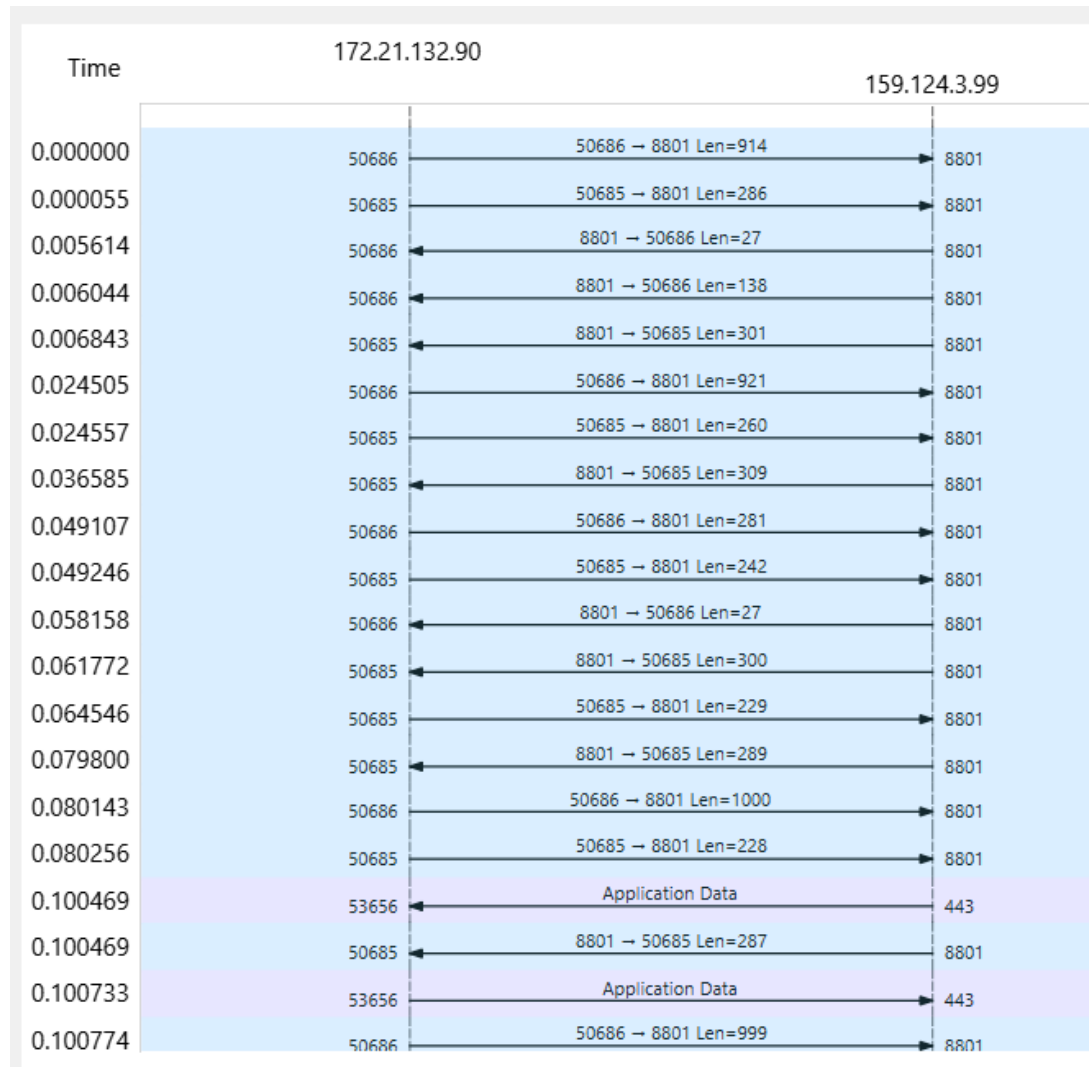 Time 172.21.132.90 159.124.3.99
0.000000 50686 50686 → 8801 Len=914 8801
0.000055 50685 50685 → 8801 Len=286 8801
0.005614 50686 8801 → 50686 Len=27 8801
0.006044 50686 8801 → 50686 Len=138 8801
0.006843 50685 8801 → 50685 Len=301 8801
0.024505 50686 50686 → 8801 Len=921 8801
0.024557 50685 50685 → 8801 Len=260 8801
0.036585 50685 8801 → 50685 Len=309 8801
0.049107 50686 50686 → 8801 Len=281 8801
0.049246 50685 50685 → 8801 Len=242 8801
0.058158 50686 8801 → 50686 Len=27 8801
0.061772 50685 8801 → 50685 Len=300 8801
0.064546 50685 50685 → 8801 Len=229 8801
0.079800 50685 8801 → 50685 Len=289 8801
0.080143 50686 50686 → 8801 Len=1000 8801
0.080256 50685 50685 → 8801 Len=228 8801
0.100469 53656 Application Data 443
0.100469 50685 8801 → 50685 Len=287 8801
0.100733 53656 Application Data 443
0.100774 50686 50686 → 8801 Len=999 8801